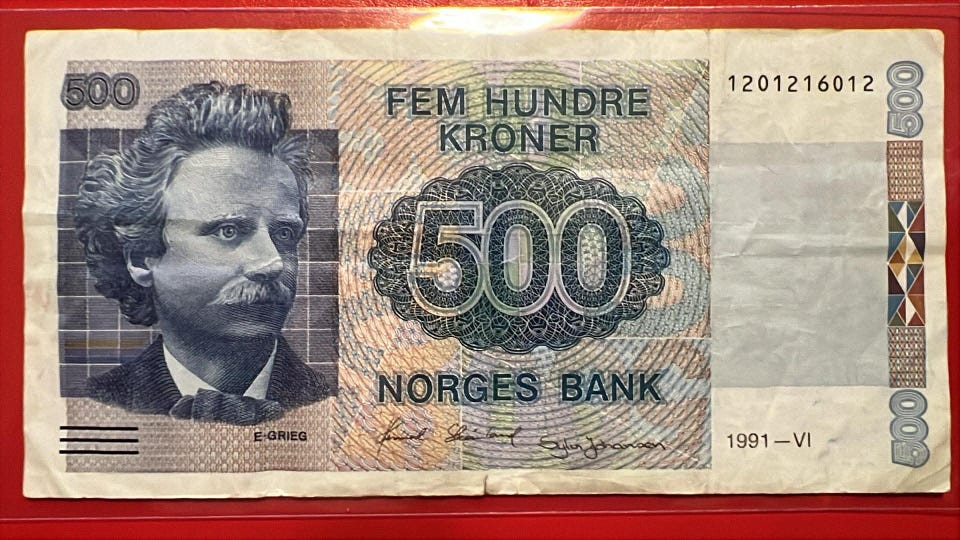 500
FEM HUNDRE
KRONER
1201216012
500
500
NORGES BANK
E·GRIEG
1991–VI
500